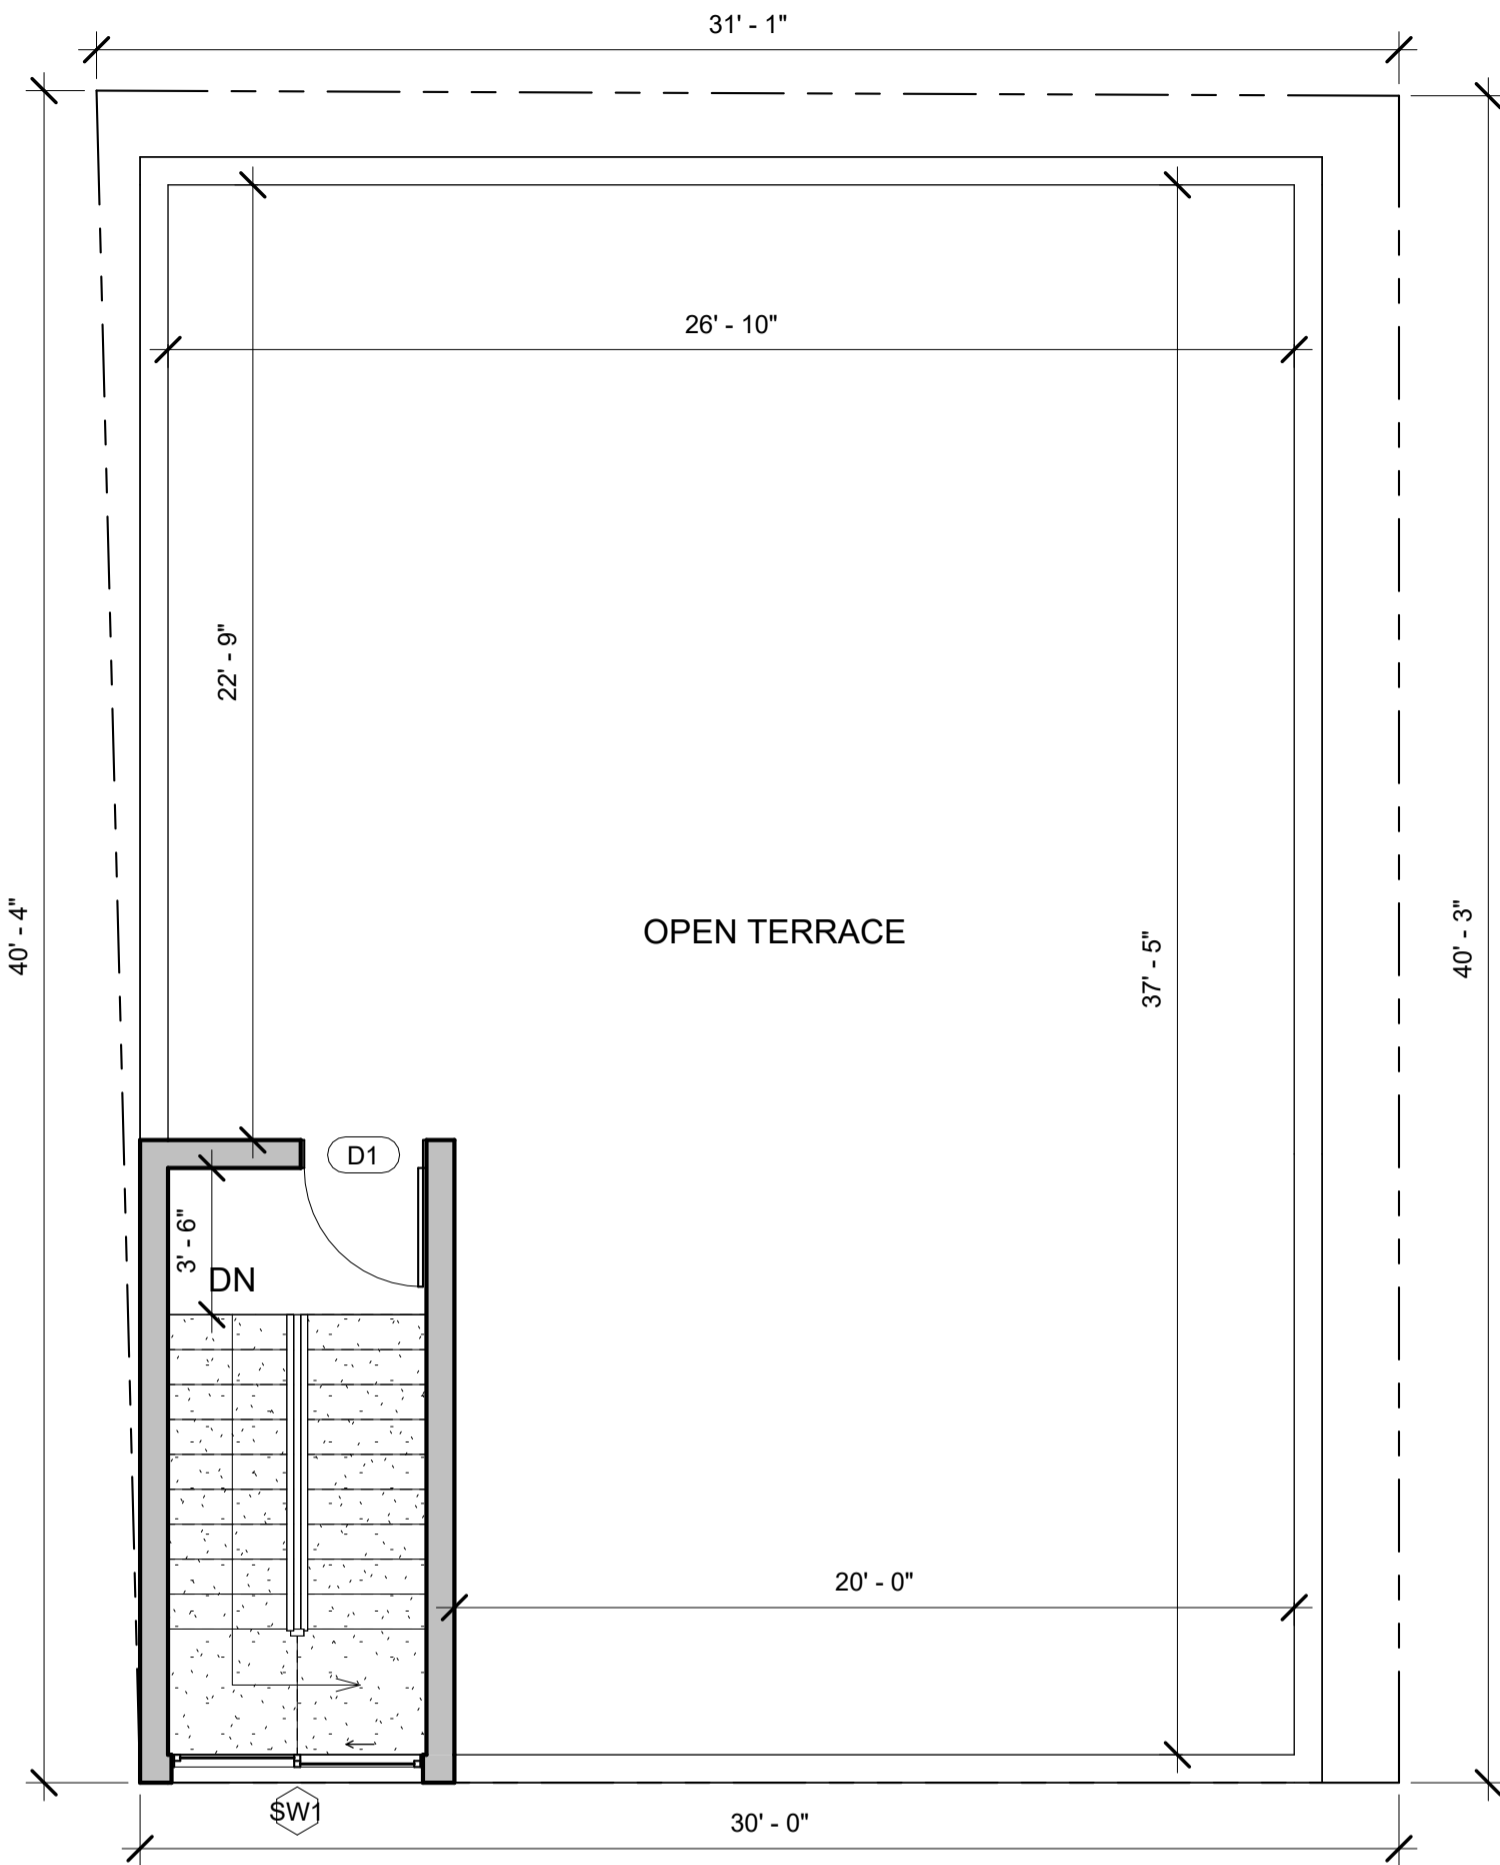 31' - 1"
26' - 10"
22' - 9"
40' - 4"
OPEN TERRACE
37' - 5"
40' - 3"
D1
3' - 6"
DN
20' - 0"
SW1
30' - 0"